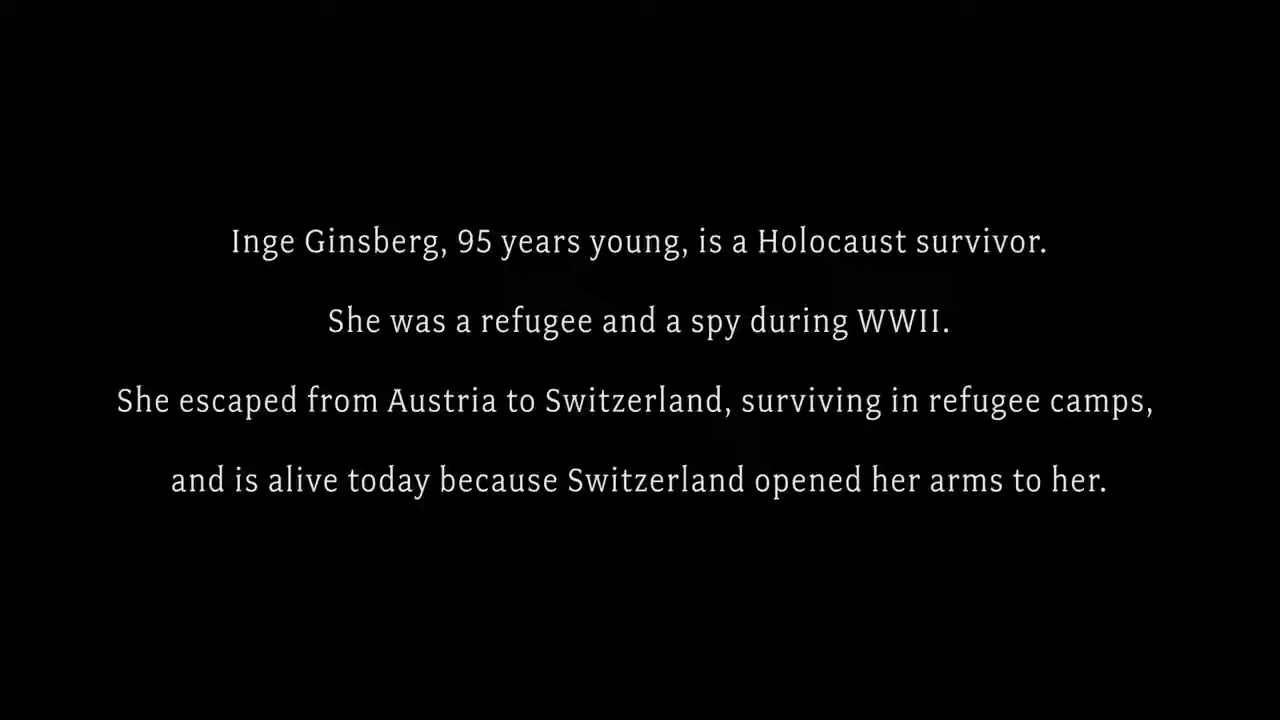 Inge Ginsberg, 95 years young, is a Holocaust survivor.
She was a refugee and a spy during WWII.
She escaped from Austria to Switzerland, surviving in refugee camps,
and is alive today because Switzerland opened her arms to her.